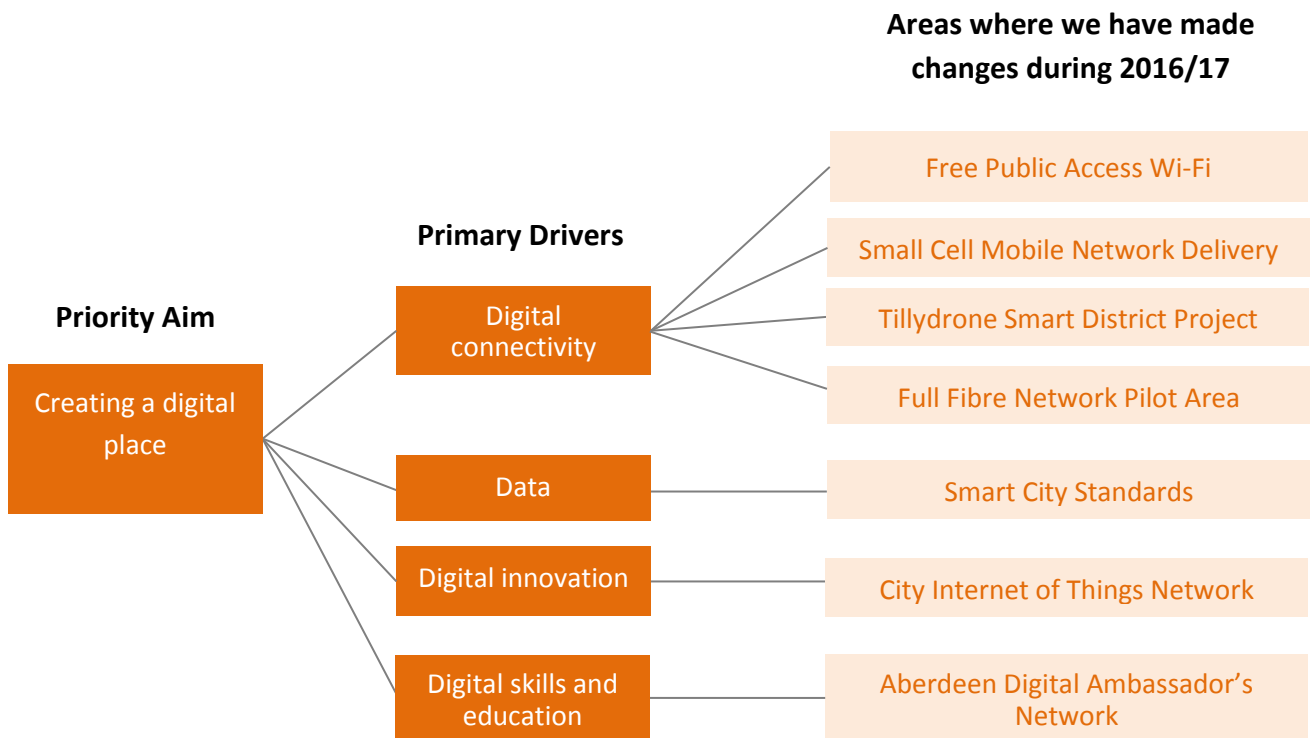 Areas where we have made
changes during 2016/17
Free Public Access Wi-Fi
Primary Drivers
Small Cell Mobile Network Delivery
Priority Aim
Digital
connectivity
Tillydrone Smart District Project
Creating a digital
place
Full Fibre Network Pilot Area
Data
Smart City Standards
Digital innovation
City Internet of Things Network
Digital skills and
education
Aberdeen Digital Ambassador’s
Network